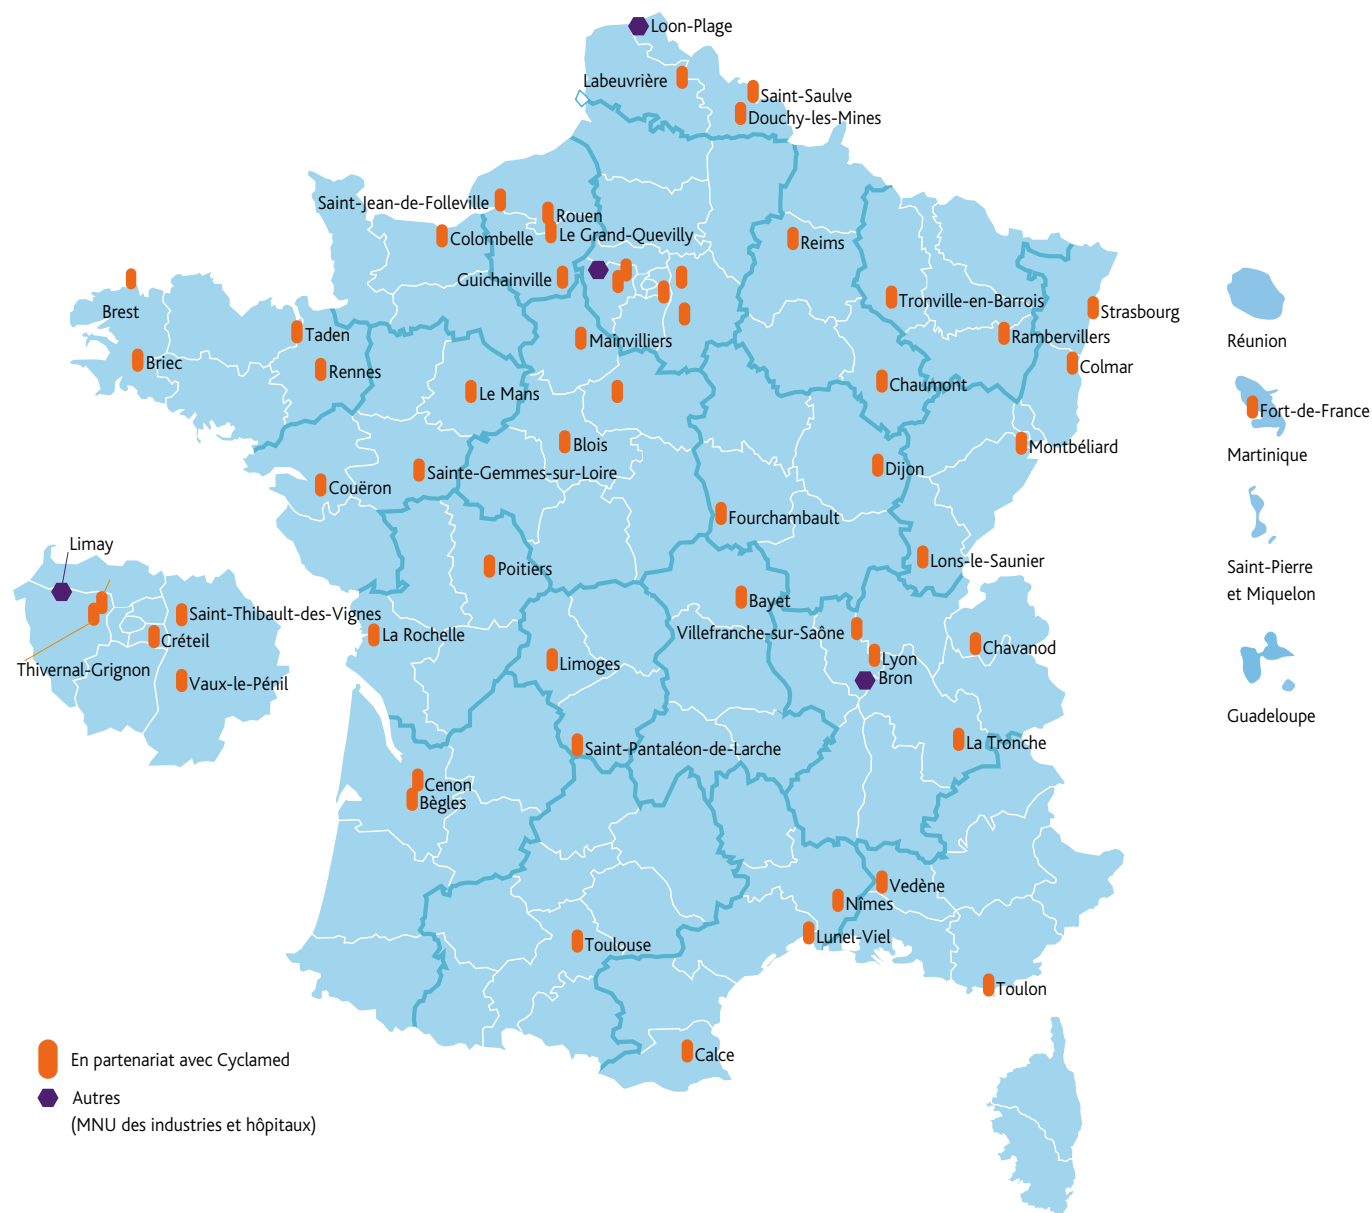 Loon-Plage
Labeuvrière
Saint-Saulve
Douchy-les-Mines
Saint-Jean-de-Folleville
Rouen
Le Grand-Quevilly
Colombelle
Reims
Guichainville
Tronville-en-Barrois
Strasbourg
Brest
Taden
Mainvilliers
Rambervillers
Briec
Rennes
Colmar
Le Mans
Chaumont
Blois
Montbéliard
Sainte-Gemmes-sur-Loire
Dijon
Couëron
Fourchambault
Lons-le-Saunier
Poitiers
Bayet
Villefranche-sur-Saône
La Rochelle
Chavanod
Limoges
Lyon
Bron
La Tronche
Saint-Pantaléon-de-Larche
Cenon
Bègles
Vedène
Nîmes
Lunel-Viel
Toulouse
Toulon
Calce
Limay
Saint-Thibault-des-Vignes
Créteil
Thivernal-Grignon
Vaux-le-Pénil
Réunion
Fort-de-France
Martinique
Saint-Pierre
et Miquelon
Guadeloupe
En partenariat avec Cyclamed
Autres
(MNU des industries et hôpitaux)